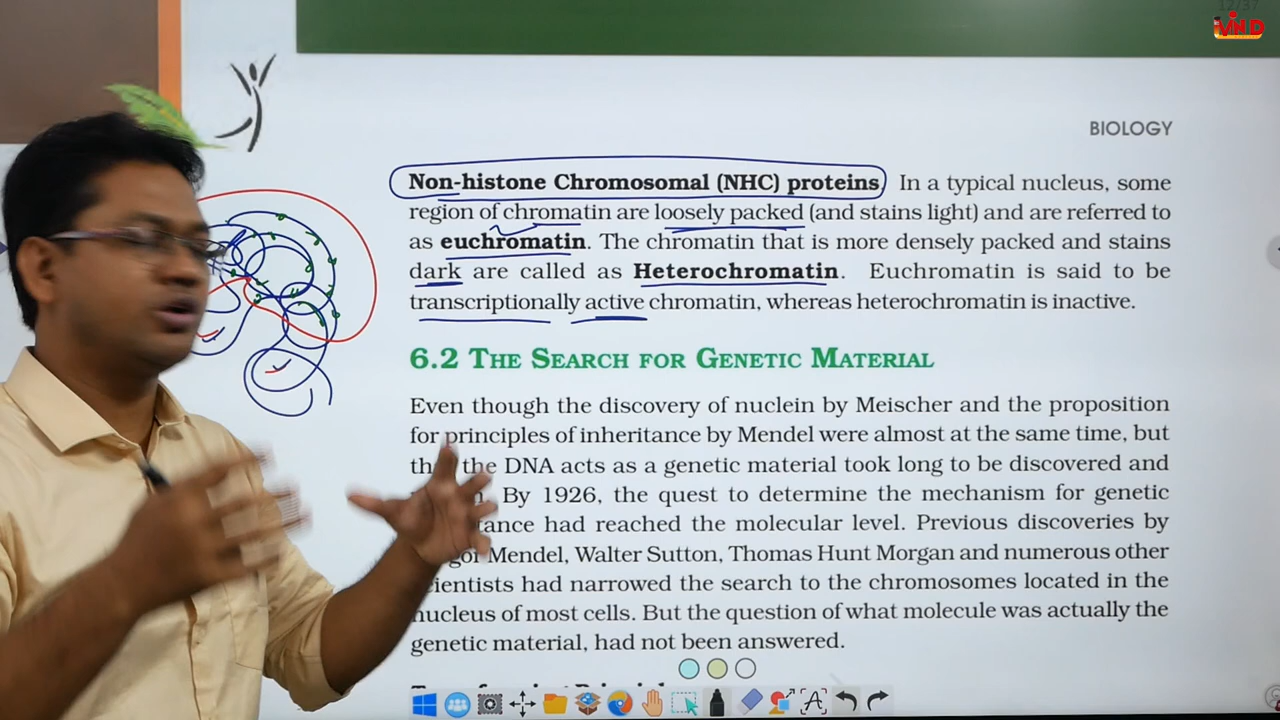 12/37
BIOLOGY
Non-histone Chromosomal (NHC) proteins In a typical nucleus, some
region of chromatin are loosely packed (and stains light) and are referred to
as euchromatin. The chromatin that is more densely packed and stains
dark are called as Heterochromatin. Euchromatin is said to be
transcriptionally active chromatin, whereas heterochromatin is inactive.
6.2 THE SEARCH FOR GENETIC MATERIAL
Even though the discovery of nuclein by Meischer and the proposition
for principles of inheritance by Mendel were almost at the same time, but
the DNA acts as a genetic material took long to be discovered and
By 1926, the quest to determine the mechanism for genetic
had reached the molecular level. Previous discoveries by
Mendel, Walter Sutton, Thomas Hunt Morgan and numerous other
scientists had narrowed the search to the chromosomes located in the
nucleus of most cells. But the question of what molecule was actually the
genetic material, had not been answered.